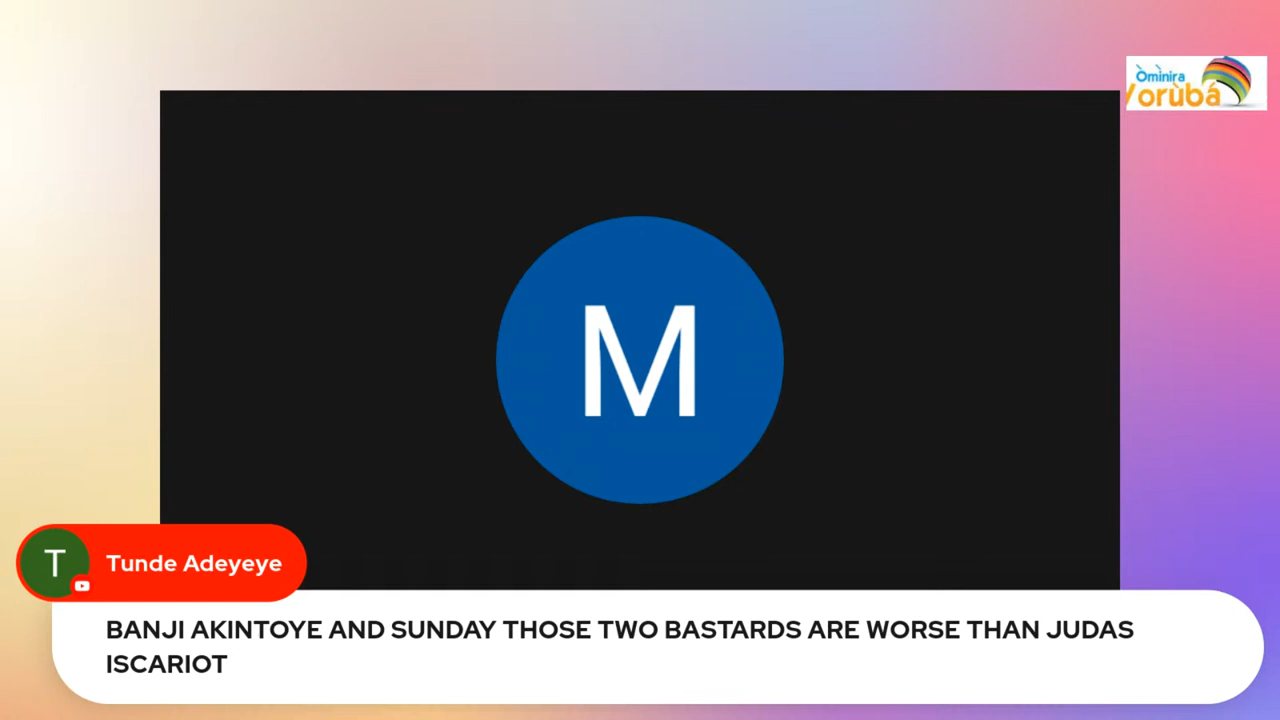 Òmìnira
Yorùbá
M
T
Tunde Adeyeye
BANJI AKINTOYE AND SUNDAY THOSE TWO BASTARDS ARE WORSE THAN JUDAS
ISCARIOT